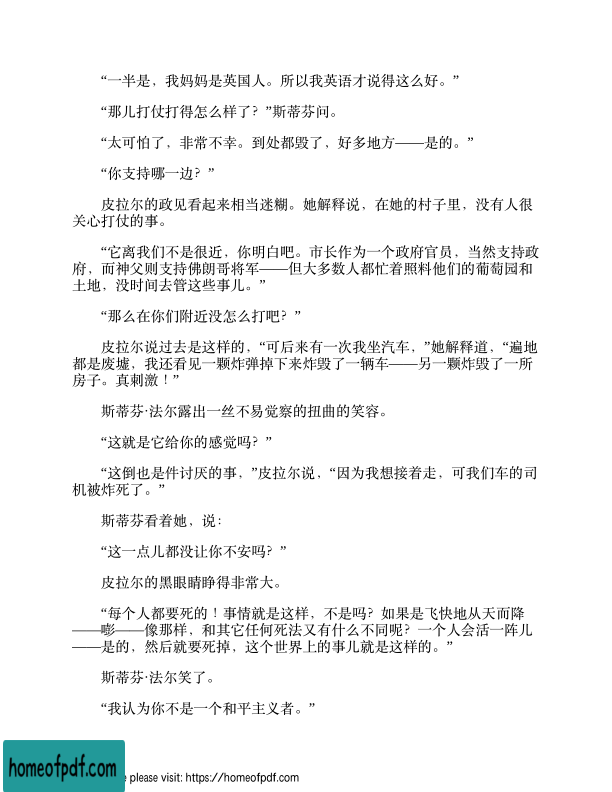 “一半是，我妈妈是英国人。所以我英语才说得这么好。”
“那儿打仗打得怎么样了？”斯蒂芬问。
“太可怕了，非常不幸。到处都毁了，好多地方——是的。”
“你支持哪一边？”
皮拉尔的政见看起来相当迷糊。她解释说，在她的村子里，没有人很
关心打仗的事。
“它离我们不是很近，你明白吧。市长作为一个政府官员，当然支持政
府，而神父则支持佛朗哥将军——但大多数人都忙着照料他们的葡萄园和
土地，没时间去管这些事儿。”
“那么在你们附近没怎么打吧？”
皮拉尔说过去是这样的，“可后来有一次我坐汽车，”她解释道，“遍地
都是废墟，我还看见一颗炸弹掉下来炸毁了一辆车——另一颗炸毁了一所
房子。真刺激！”
斯蒂芬·法尔露出一丝不易觉察的扭曲的笑容。
“这就是它给你的感觉吗？”
“这倒也是件讨厌的事，”皮拉尔说，“因为我想接着走，可我们车的司
机被炸死了。”
斯蒂芬看着她，说：
“这一点儿都没让你不安吗？”
皮拉尔的黑眼睛睁得非常大。
“每个人都要死的！事情就是这样，不是吗？如果是飞快地从天而降
——嘭——像那样，和其它任何死法又有什么不同呢？一个人会活一阵儿
——是的，然后就要死掉，这个世界上的事儿就是这样的。”
斯蒂芬·法尔笑了。
“我认为你不是一个和平主义者。”
homeofpdf.com
e please visit: https://homeofpdf.com